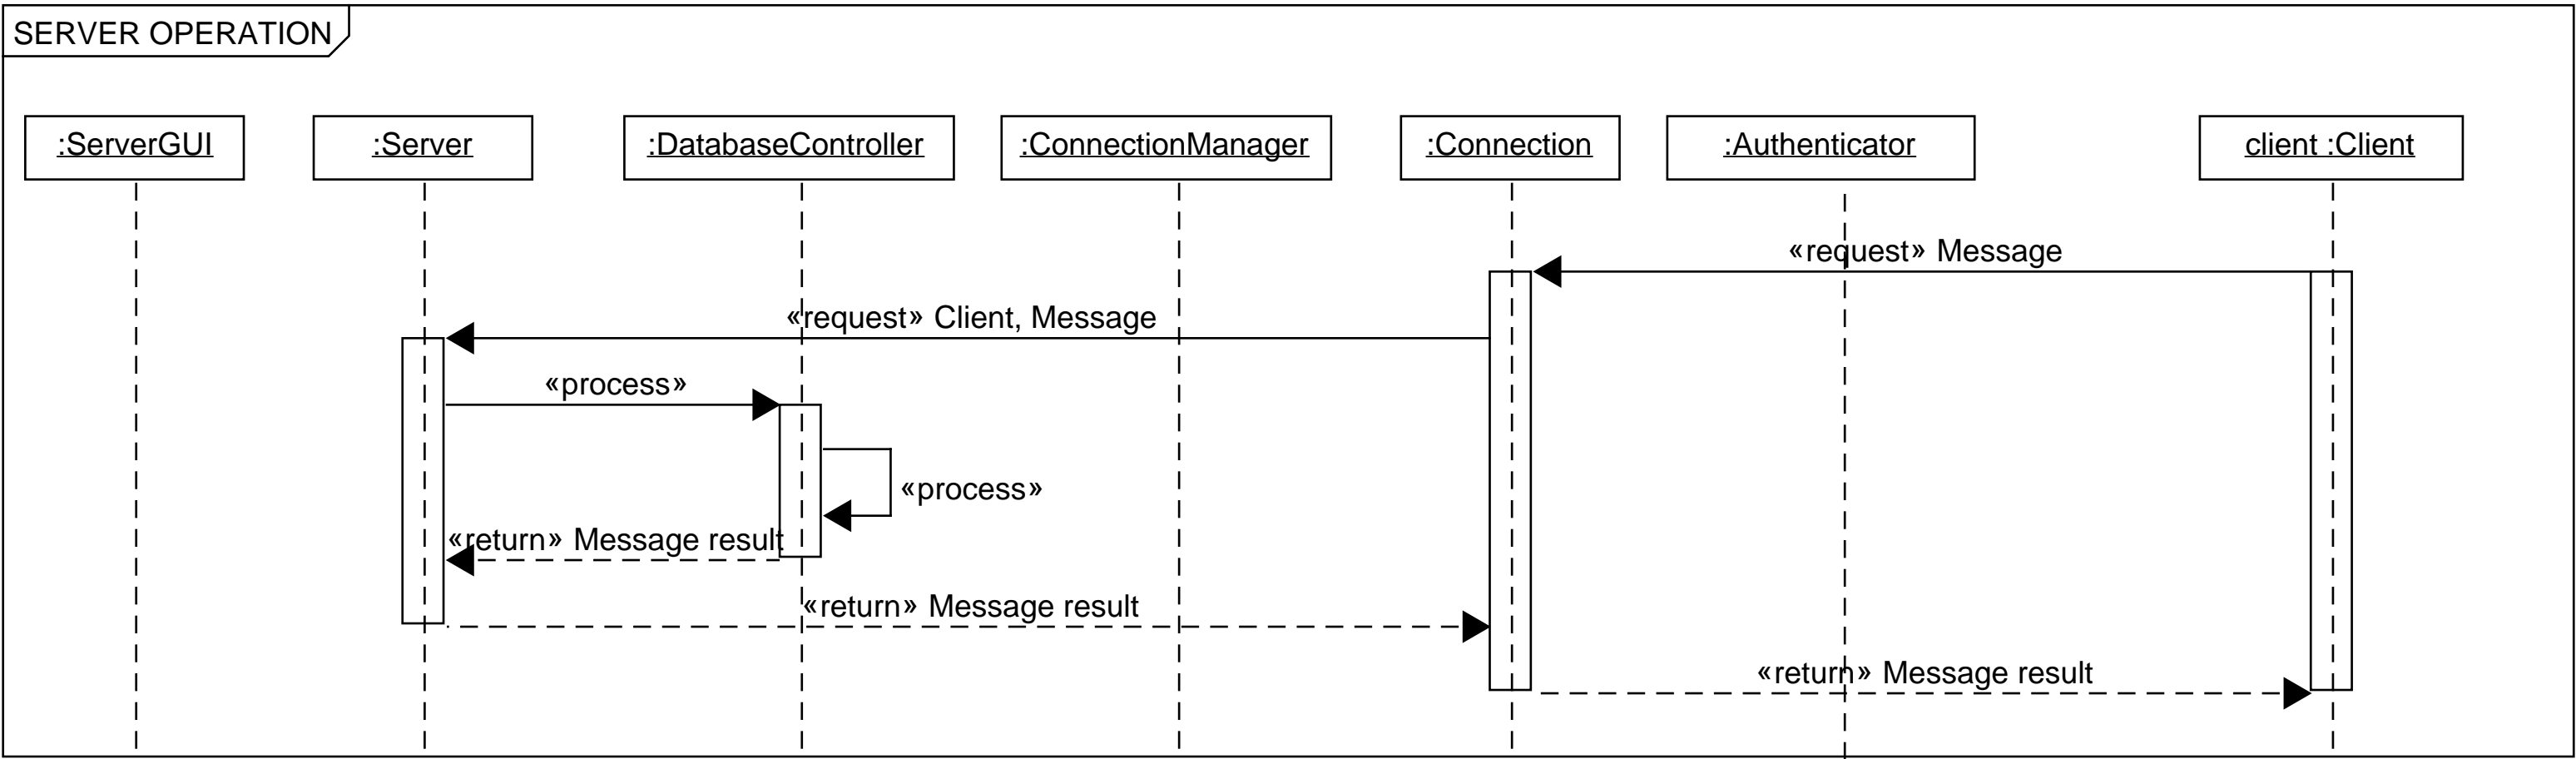 SERVER OPERATION
:ServerGUI
:Server
:DatabaseController
:ConnectionManager
:Connection
:Authenticator
client :Client
«request» Message
«request» Client, Message
«process»
«process»
«return» Message result
«return» Message result
«return» Message result